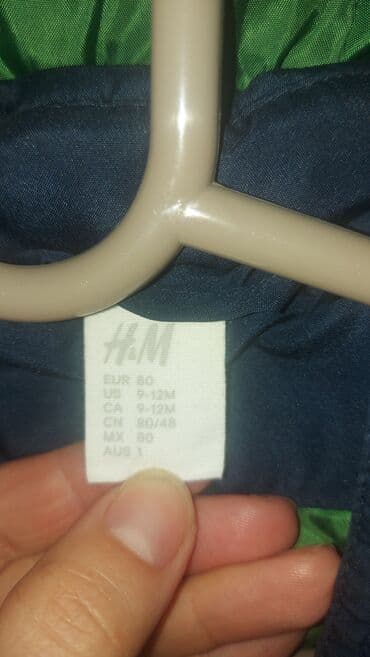 H&M
EUR 80
US 9-12M
CA 9-12M
CN 80/48
MX 80
AUS 1